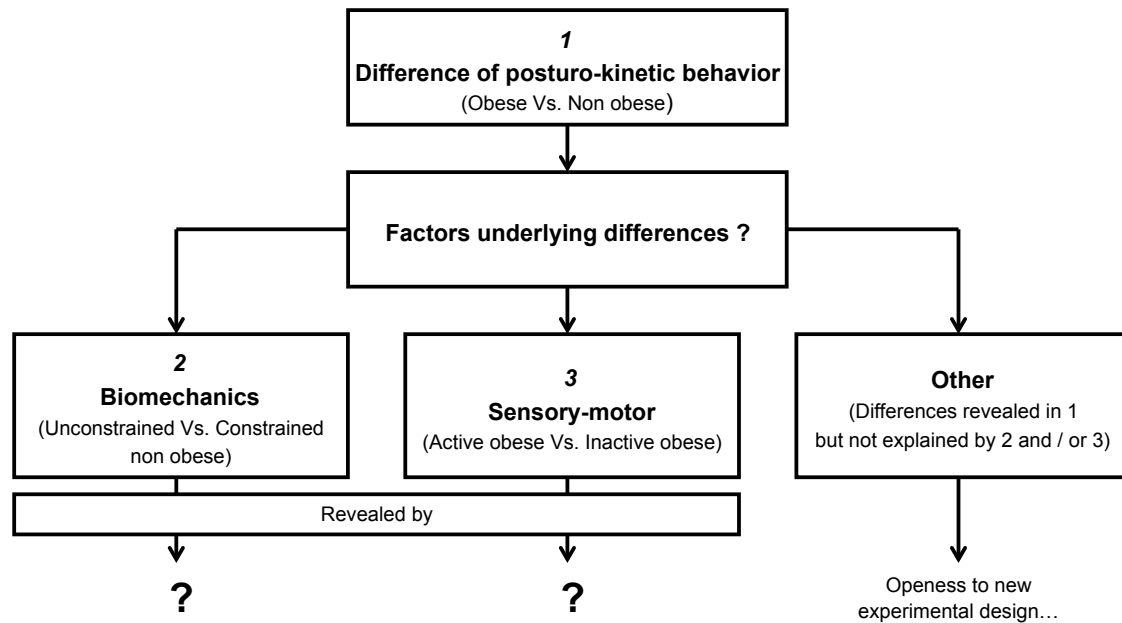 1
Difference of posturo-kinetic behavior
(Obese Vs. Non obese)
Factors underlying differences ?
2
Biomechanics
(Unconstrained Vs. Constrained
non obese)
3
Sensory-motor
(Active obese Vs. Inactive obese)
Other
(Differences revealed in 1
but not explained by 2 and / or 3)
Revealed by
?
?
Openess to new
experimental design…